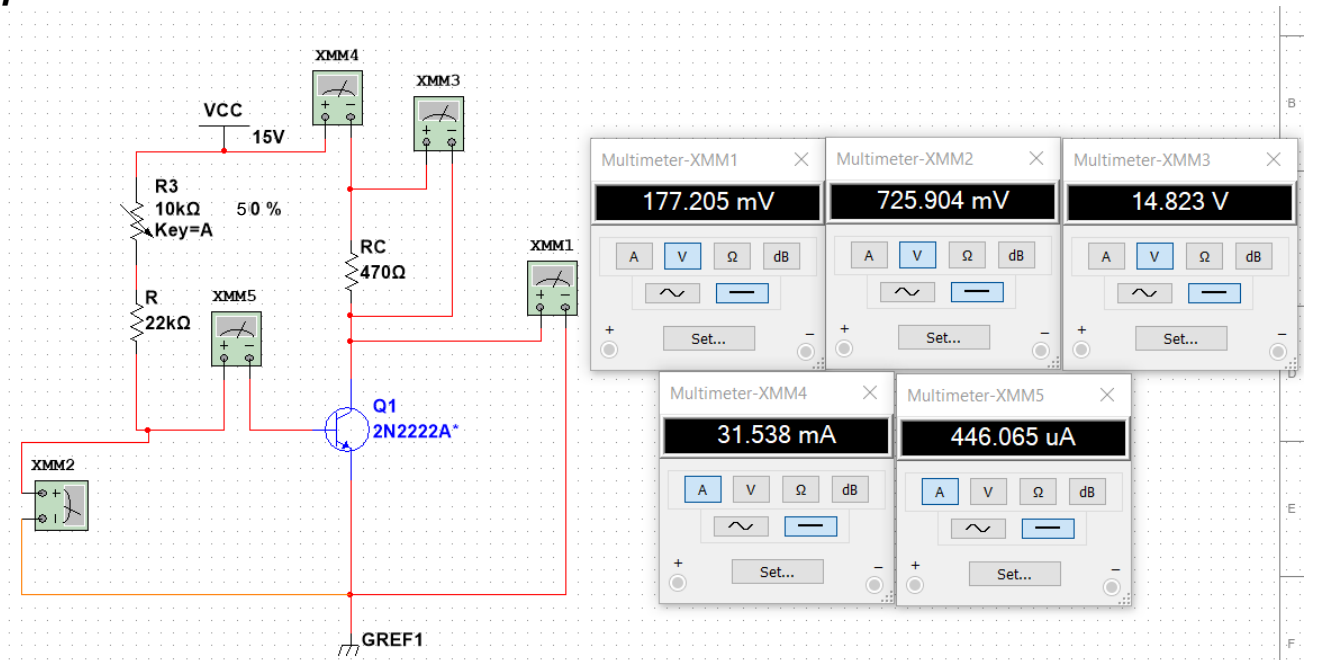 XMM4
XMM3
VCC
15V
B
Multimeter-XMM1
Multimeter-XMM2
Multimeter-XMM3
177.205 mV
725.904 mV
14.823 V
R3
10kΩ
50 %
Key=A
A V Ω dB
A V Ω dB
A V Ω dB
RC
470Ω
XMM1
R
22kΩ
XMM5
Set...
Set...
Set...
D
Multimeter-XMM4
Multimeter-XMM5
Q1
2N2222A*
31.538 mA
446.065 uA
XMM2
A V Ω dB
A V Ω dB
E
Set...
Set...
GREF1
F